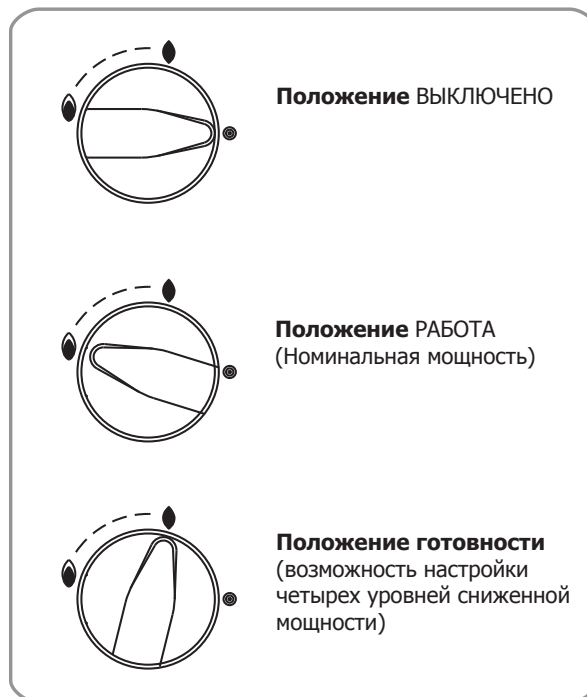 Положение ВЫКЛЮЧЕНО
Положение РАБОТА
(Номинальная мощность)
Положение готовности
(возможность настройки
четырех уровней сниженной
мощности)